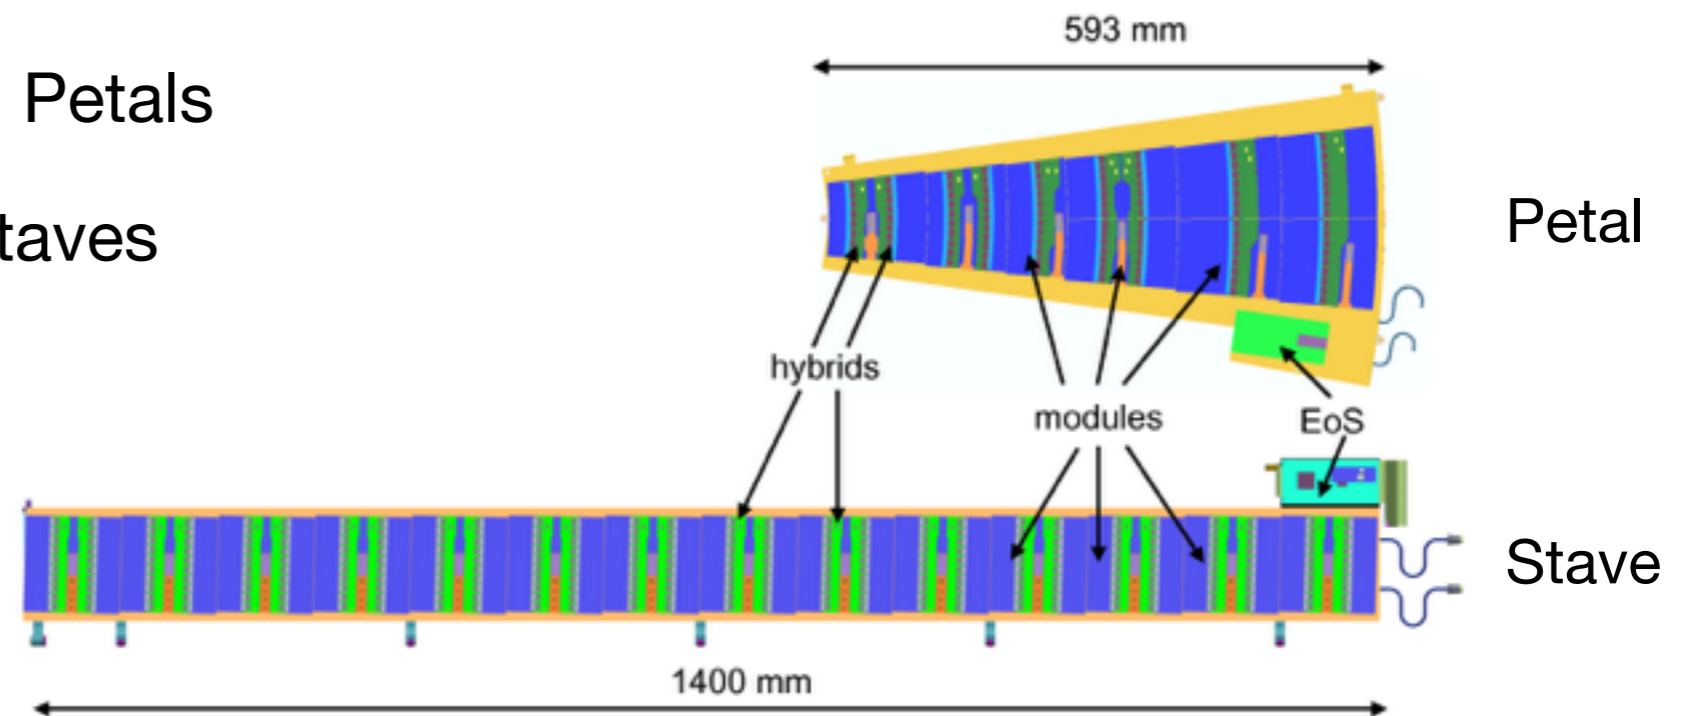 593 mm
Petals
taves
Petal
hybrids
modules
EoS
Stave
1400 mm